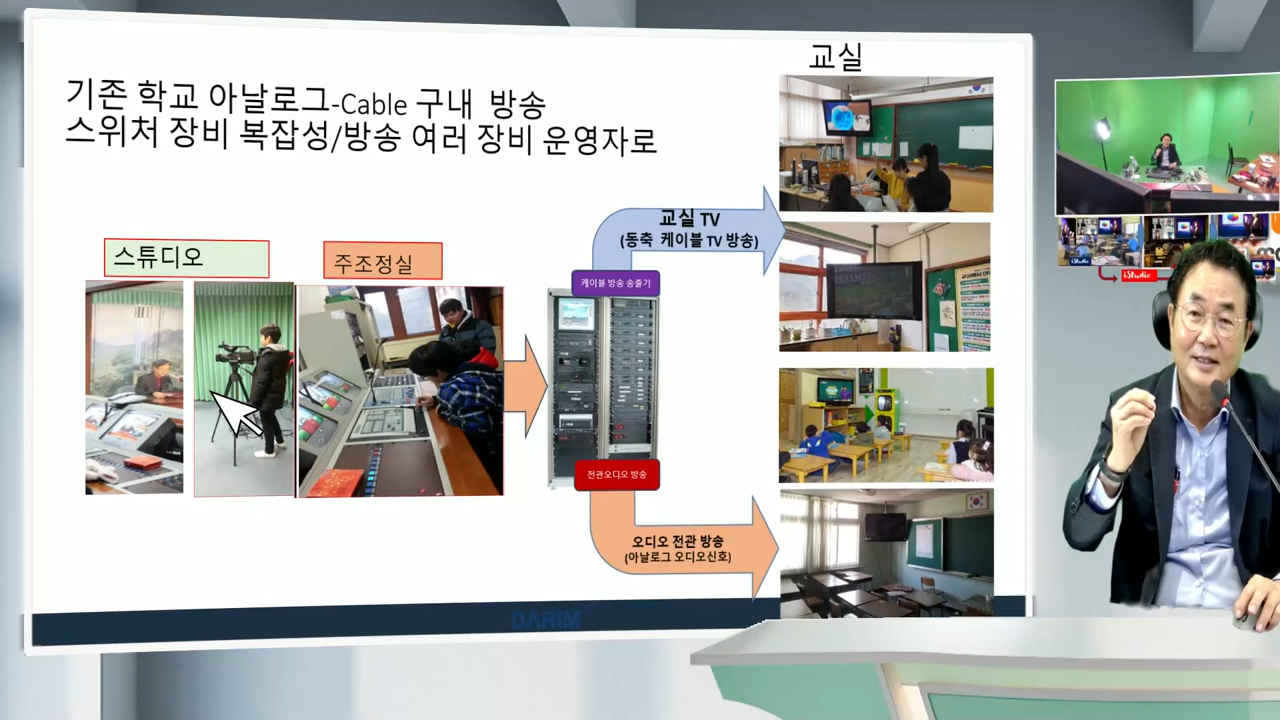 교실
기존 학교 아날로그-Cable 구내 방송
스위처 장비 복잡성/방송 여러 장비 운영자로
스튜디오
주조정실
교실 TV
(동축 케이블 TV 방송)
케이블 방송 송출기
전관오디오 방송
오디오 전관 방송
(아날로그 오디오신호)
DARIM
iStudio
iStudio